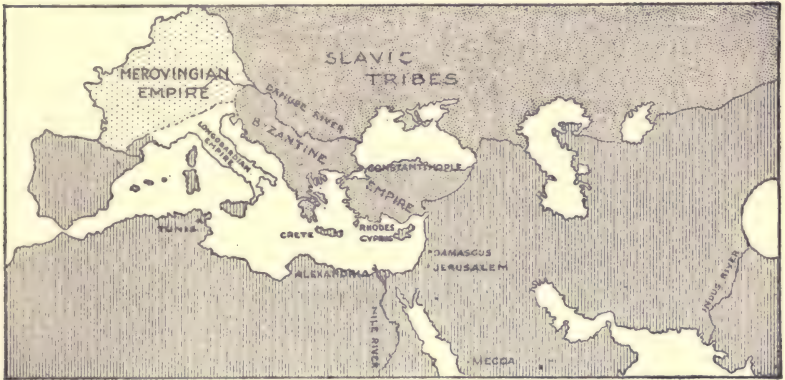 SLAVIC
TRIBES
MEROVINGIAN
EMPIRE
DANUBE RIVER
LONGOBARDIAN
EMPIRE
BYZANTINE
EMPIRE
CONSTANTINOPLE
TUNIS
CRETE
RHODES
CYPRUS
DAMASCUS
JERUSALEM
ALEXANDRIA
NILE RIVER
MECCA
INDUS RIVER